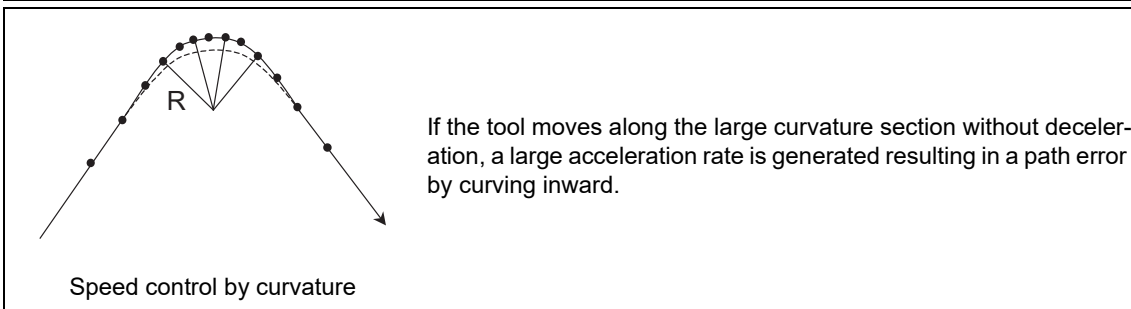 R
If the tool moves along the large curvature section without deceler-
ation, a large acceleration rate is generated resulting in a path error
by curving inward.
Speed control by curvature